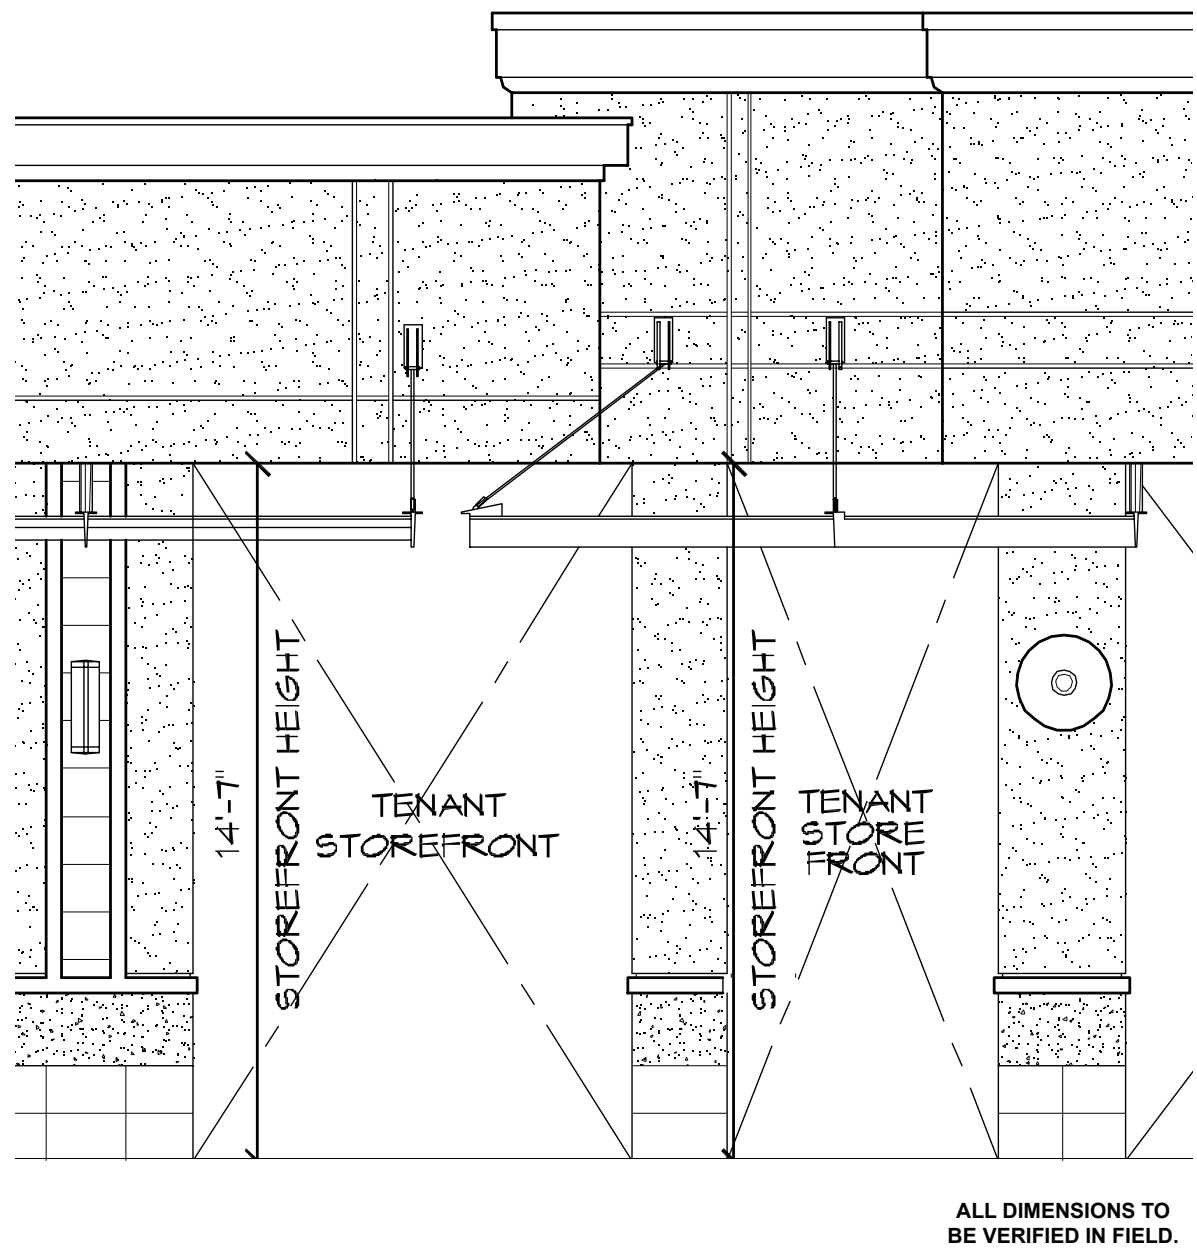 14'-7"
STOREFRONT HEIGHT
TENANT
STOREFRONT
14'-7"
STOREFRONT HEIGHT
TENANT
STORE
FRONT
ALL DIMENSIONS TO
BE VERIFIED IN FIELD.